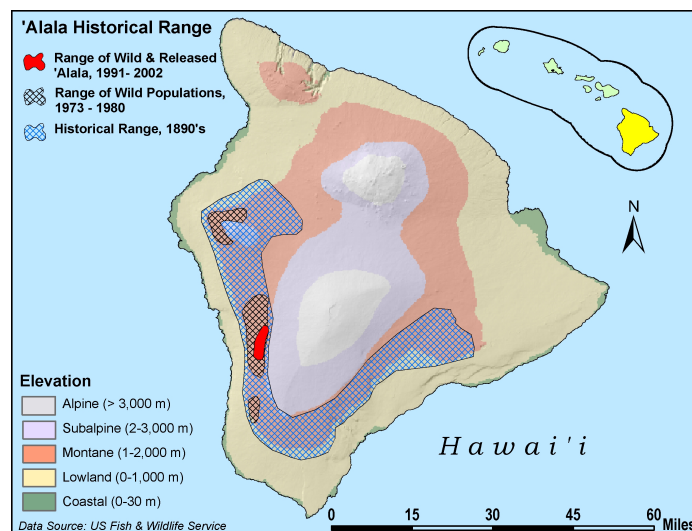 'Alala Historical Range
Range of Wild & Released
'Alala, 1991- 2002
Range of Wild Populations,
1973 - 1980
Historical Range, 1890's
N
Elevation
Alpine (> 3,000 m)
Subalpine (2-3,000 m)
Montane (1-2,000 m)
Lowland (0-1,000 m)
Coastal (0-30 m)
Hawai'i
Data Source: US Fish & Wildlife Service
0 15 30 45 60
Miles